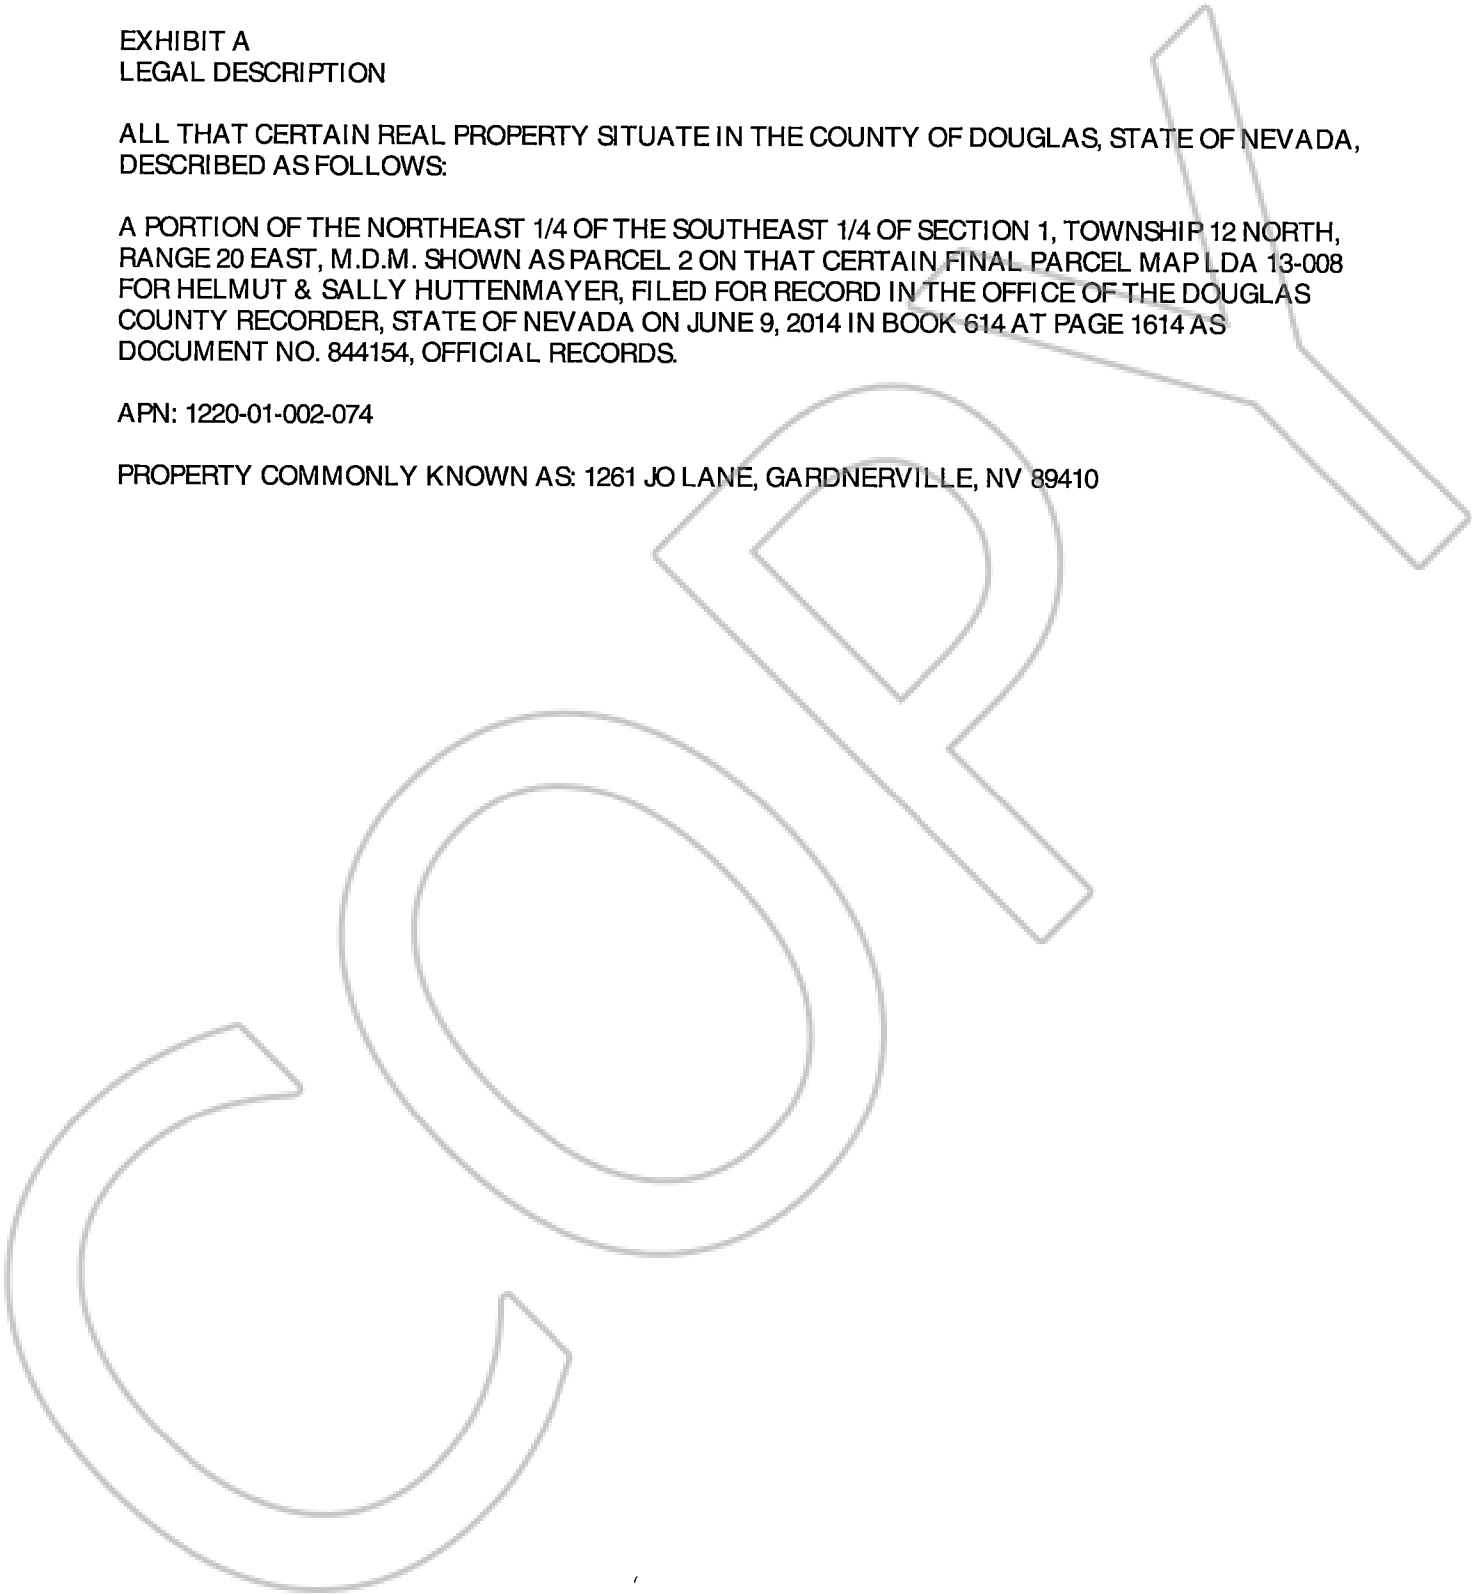 EXHIBIT A
LEGAL DESCRIPTION
ALL THAT CERTAIN REAL PROPERTY SITUATE IN THE COUNTY OF DOUGLAS, STATE OF NEVADA,
DESCRIBED AS FOLLOWS:
A PORTION OF THE NORTHEAST 1/4 OF THE SOUTHEAST 1/4 OF SECTION 1, TOWNSHIP 12 NORTH,
RANGE 20 EAST, M.D.M. SHOWN AS PARCEL 2 ON THAT CERTAIN FINAL PARCEL MAP LDA 13-008
FOR HELMUT & SALLY HUTTENMAYER, FILED FOR RECORD IN THE OFFICE OF THE DOUGLAS
COUNTY RECORDER, STATE OF NEVADA ON JUNE 9, 2014 IN BOOK 614 AT PAGE 1614 AS
DOCUMENT NO. 844154, OFFICIAL RECORDS.
APN: 1220-01-002-074
PROPERTY COMMONLY KNOWN AS: 1261 JO LANE, GARDNERVILLE, NV 89410
COPY